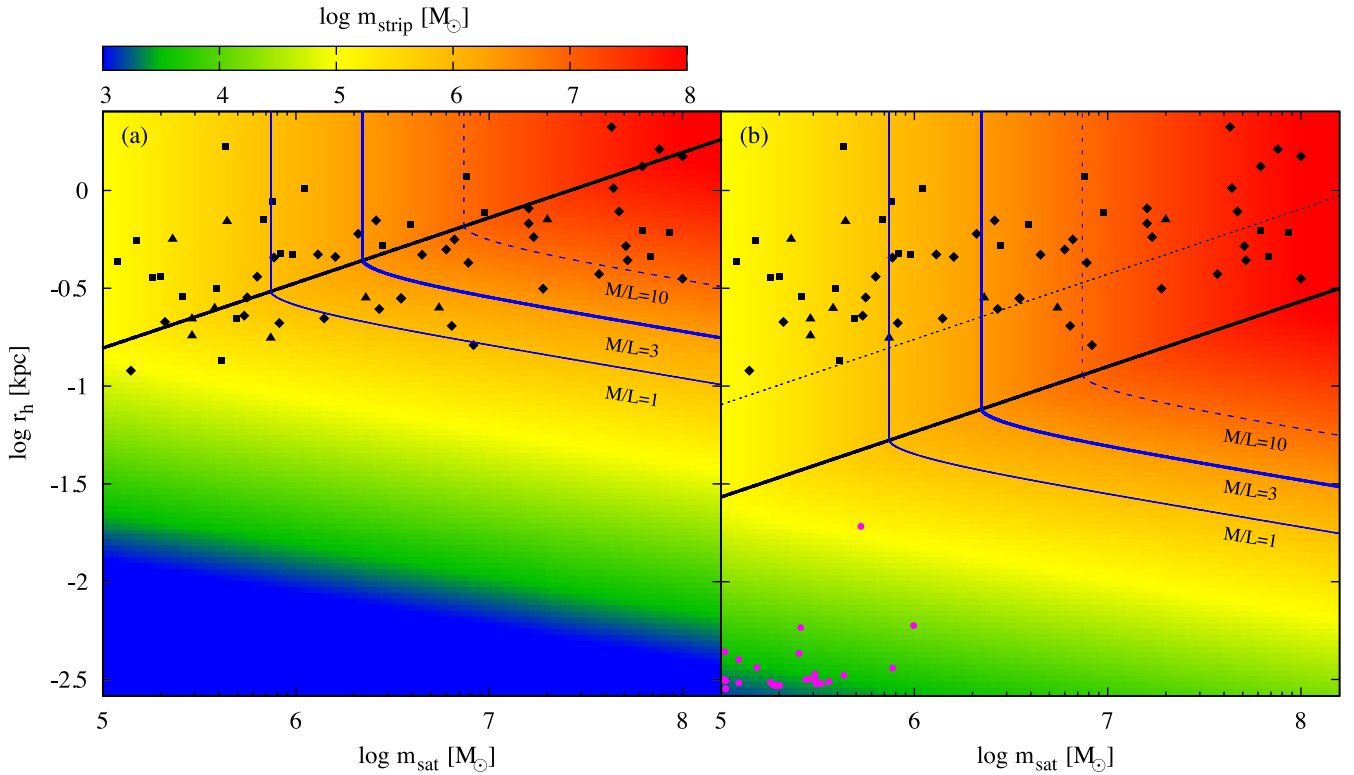 log m_strip [M_⊙]
3 4 5 6 7 8
(a)
(b)
0
-0.5
-1
-1.5
-2
-2.5
log r_h [kpc]
M/L=10
M/L=3
M/L=1
M/L=10
M/L=3
M/L=1
5 6 7 8
5 6 7 8
log m_sat [M_⊙]
log m_sat [M_⊙]